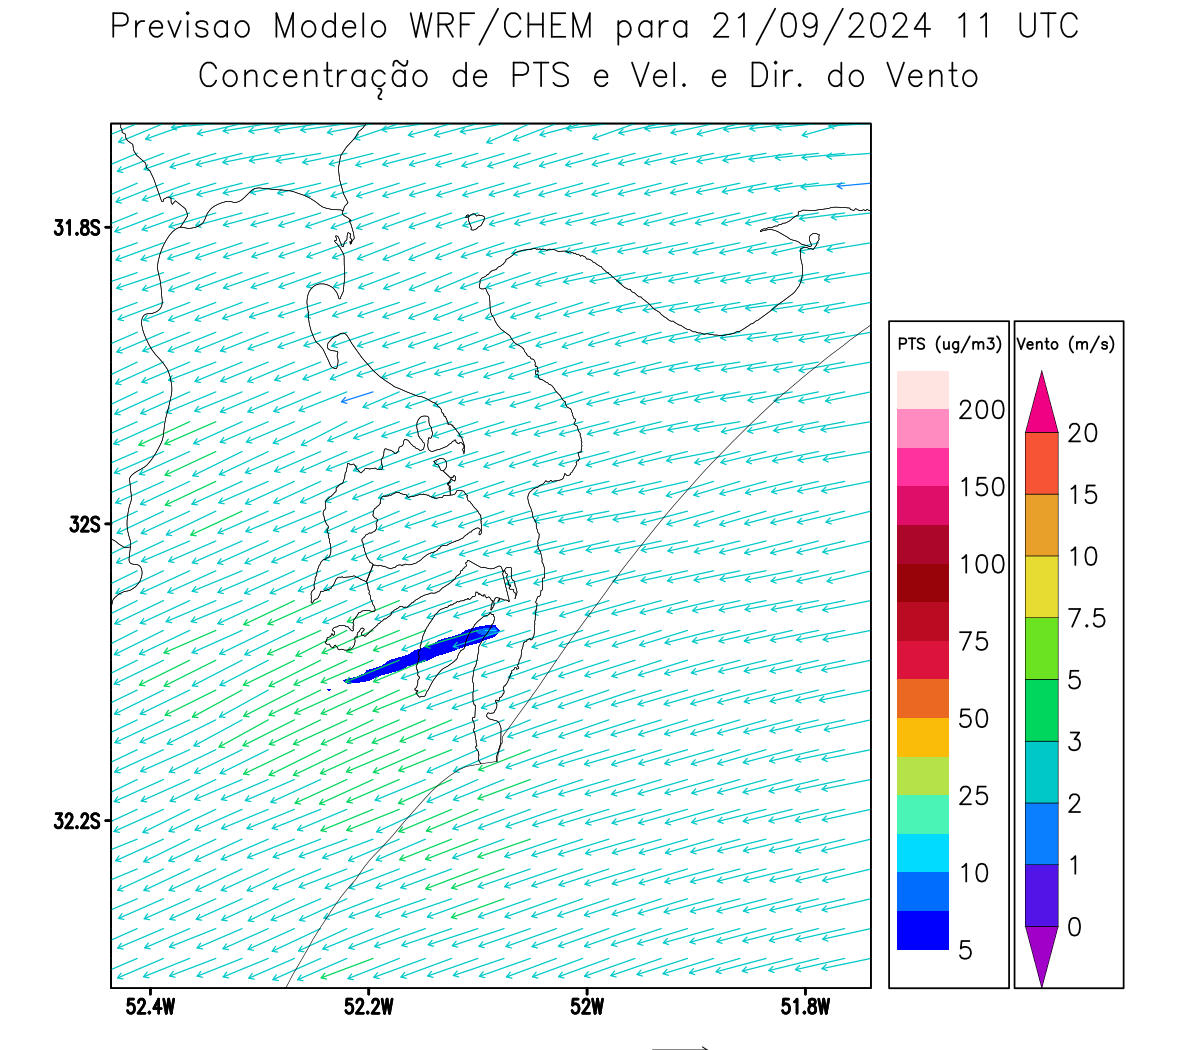 Previsao Modelo WRF/CHEM para 21/09/2024 11 UTC
Concentração de PTS e Vel. e Dir. do Vento
31.8S
32S
32.2S
52.4W 52.2W 52W 51.8W
PTS (ug/m3)
200
150
100
75
50
25
10
5
Vento (m/s)
20
15
10
7.5
5
3
2
1
0